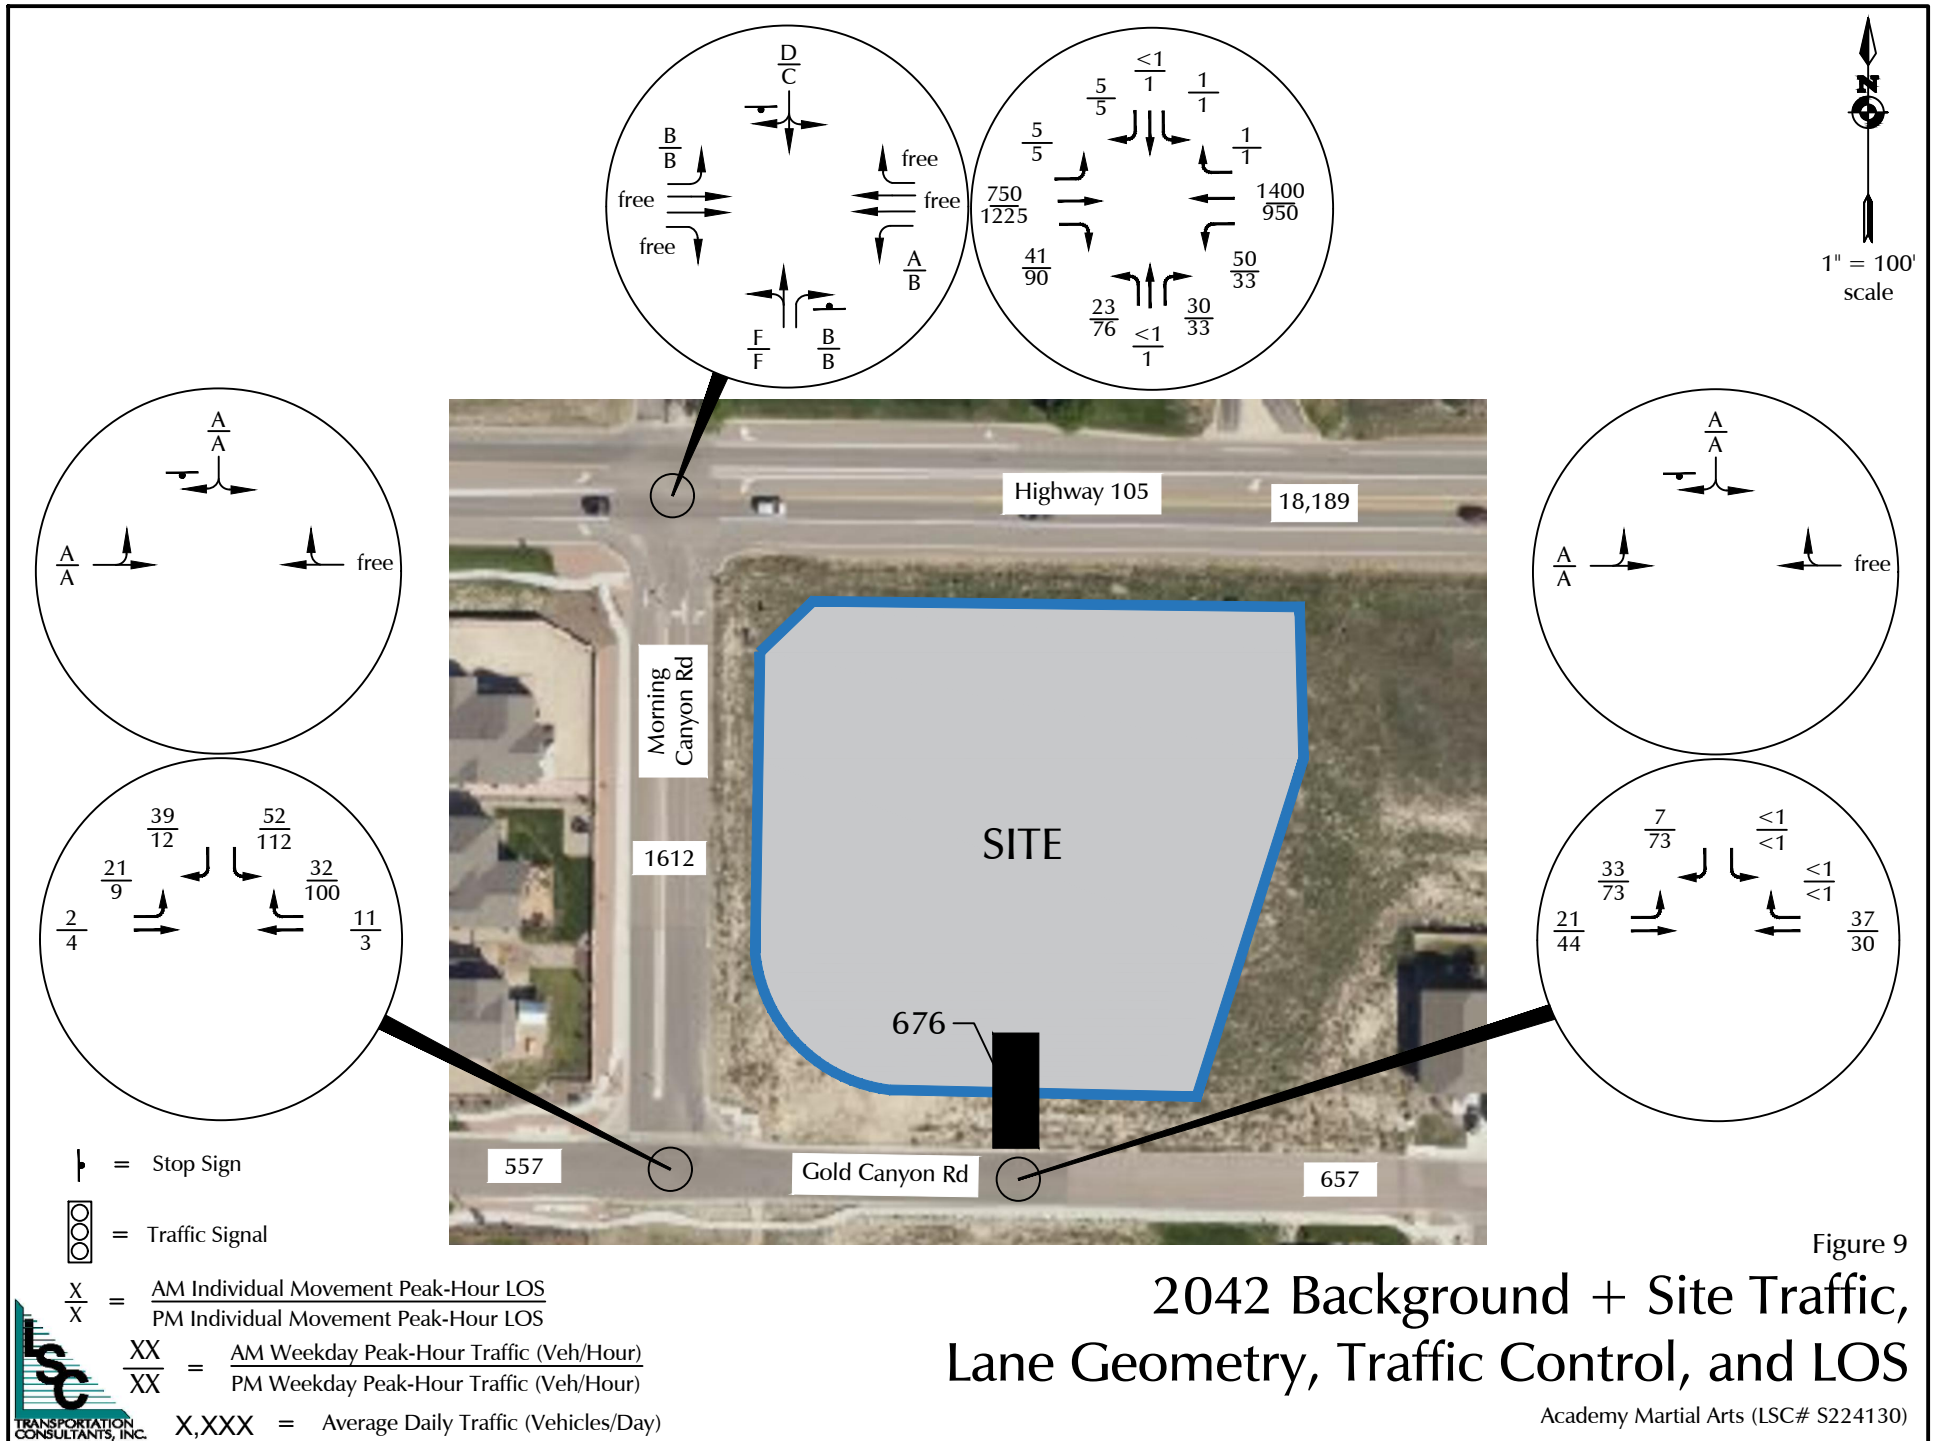 D
C
B
B
free
free
free
free
A
B
F
F
B
B
<1
1
5
5
1
1
5
5
1
1
750
1225
1400
950
41
90
50
33
23
76
<1
1
30
33
N
1" = 100'
scale
A
A
A
A
free
39
12
52
112
21
9
32
100
2
4
11
3
Highway 105
18,189
Morning
Canyon Rd
1612
SITE
676
557
Gold Canyon Rd
657
A
A
A
A
free
7
73
<1
<1
33
73
<1
<1
21
44
37
30
= Stop Sign
= Traffic Signal
X
X
=
AM Individual Movement Peak-Hour LOS
PM Individual Movement Peak-Hour LOS
XX
XX
=
AM Weekday Peak-Hour Traffic (Veh/Hour)
PM Weekday Peak-Hour Traffic (Veh/Hour)
X,XXX = Average Daily Traffic (Vehicles/Day)
LSC
TRANSPORTATION
CONSULTANTS, INC.
Figure 9
2042 Background + Site Traffic,
Lane Geometry, Traffic Control, and LOS
Academy Martial Arts (LSC# S224130)